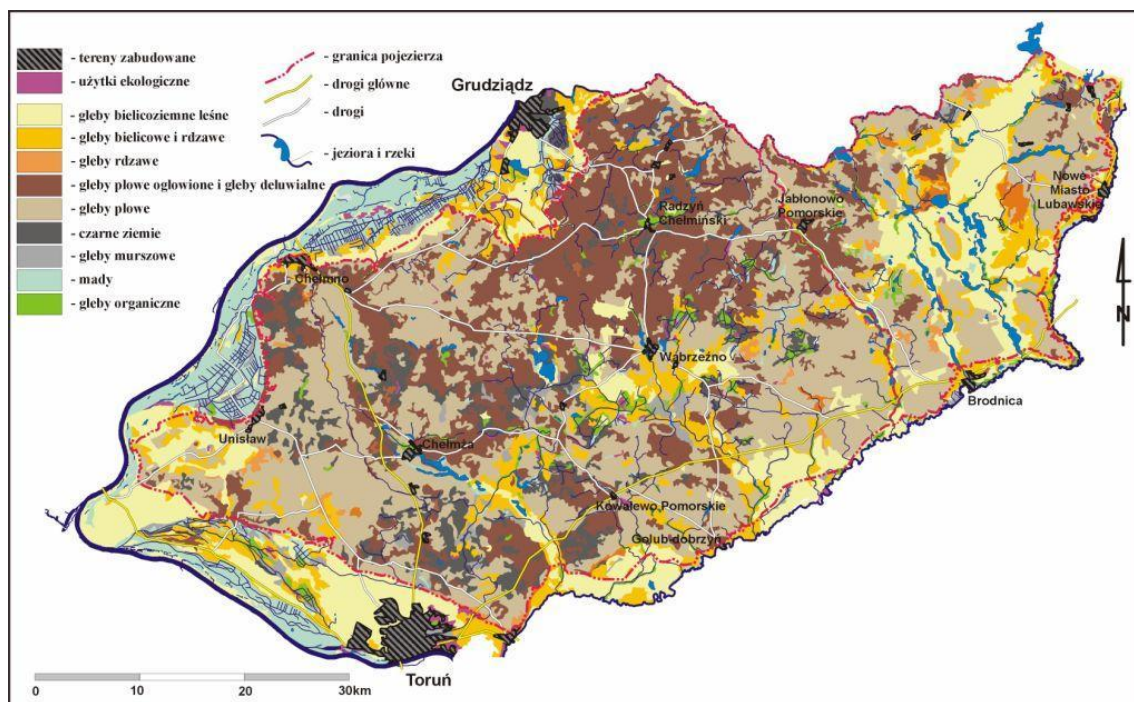 - tereny zabudowane
- użytki ekologiczne
- gleby bielicoziemne leśne
- gleby bielicowe i rdzawe
- gleby rdzawe
- gleby płowe ogłowione i gleby deluwialne
- gleby płowe
- czarne ziemie
- gleby murszowe
- mady
- gleby organiczne
- granica pojezierza
- drogi główne
- drogi
- jeziora i rzeki
Grudziądz
Nowe
Miasto
Lubawskie
Radzyń
Chełmiński
Jabłonowo
Pomorskie
Chełmno
N
Wąbrzeźno
Brodnica
Unisław
Chełmża
Kowalewo Pomorskie
Golub dobrzyń
Toruń
0 10 20 30km